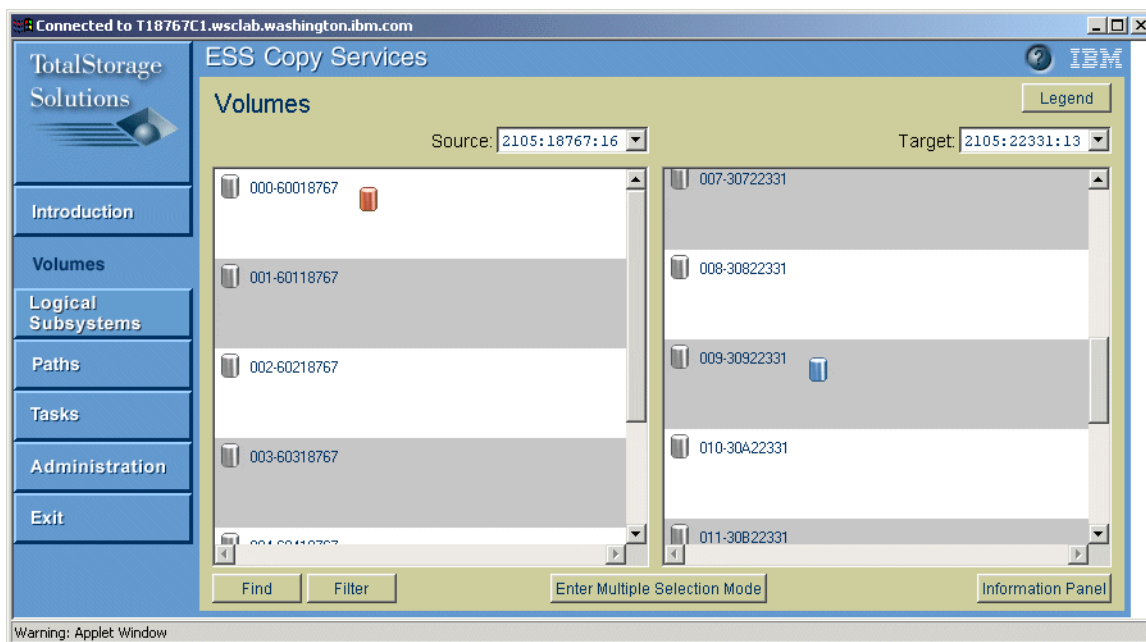 Connected to T18767C1.wsclab.washington.ibm.com
TotalStorage
Solutions
ESS Copy Services
IBM
Volumes
Legend
Source: 2105:18767:16
Target: 2105:22331:13
Introduction
Volumes
Logical
Subsystems
Paths
Tasks
Administration
Exit
000-60018767
001-60118767
002-60218767
003-60318767
007-30722331
008-30822331
009-30922331
010-30A22331
011-30B22331
Find
Filter
Enter Multiple Selection Mode
Information Panel
Warning: Applet Window